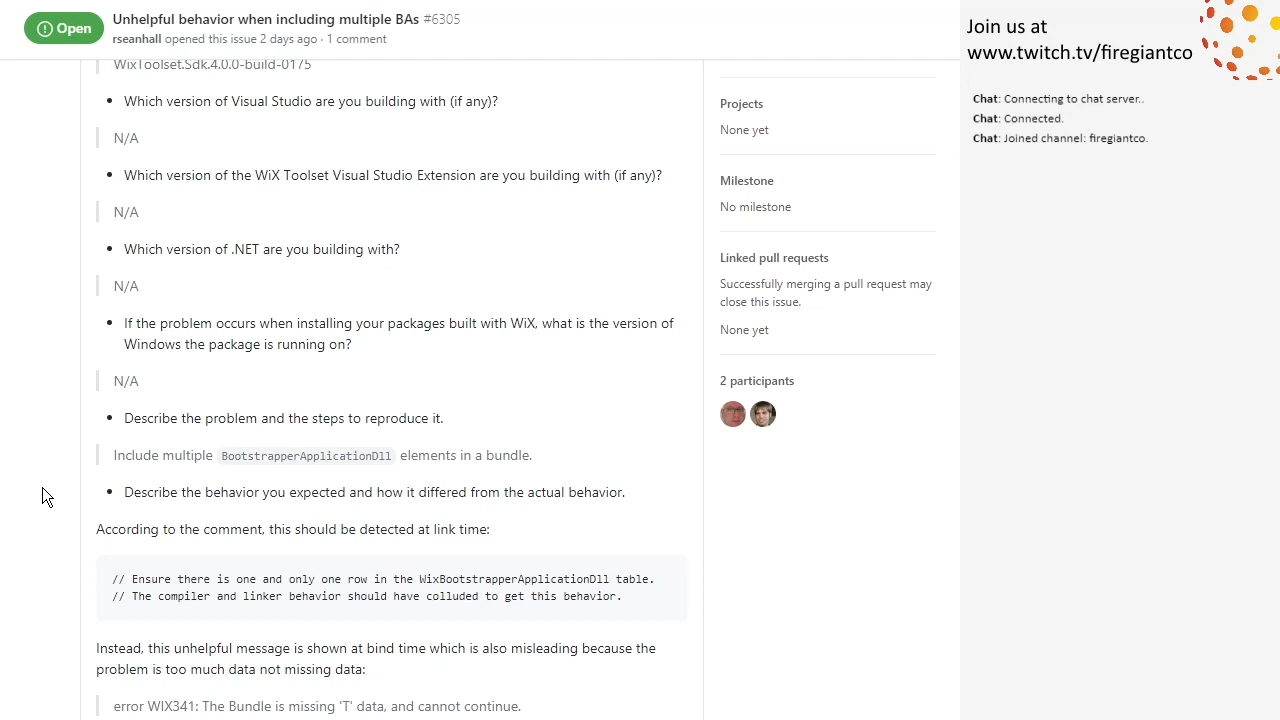 Open
Unhelpful behavior when including multiple BAs #6305
rseanhall opened this issue 2 days ago · 1 comment
WixToolset.Sdk.4.0.0-build-0175
• Which version of Visual Studio are you building with (if any)?
N/A
• Which version of the WiX Toolset Visual Studio Extension are you building with (if any)?
N/A
• Which version of .NET are you building with?
N/A
• If the problem occurs when installing your packages built with WiX, what is the version of
Windows the package is running on?
N/A
• Describe the problem and the steps to reproduce it.
Include multiple BootstrapperApplicationDll elements in a bundle.
• Describe the behavior you expected and how it differed from the actual behavior.
According to the comment, this should be detected at link time:
// Ensure there is one and only one row in the WixBootstrapperApplicationDll table.
// The compiler and linker behavior should have colluded to get this behavior.
Instead, this unhelpful message is shown at bind time which is also misleading because the
problem is too much data not missing data:
error WIX341: The Bundle is missing 'T' data, and cannot continue.
Projects
None yet
Milestone
No milestone
Linked pull requests
Successfully merging a pull request may
close this issue.
None yet
2 participants
Join us at
www.twitch.tv/firegiantco
Chat: Connecting to chat server..
Chat: Connected.
Chat: Joined channel: firegiantco.